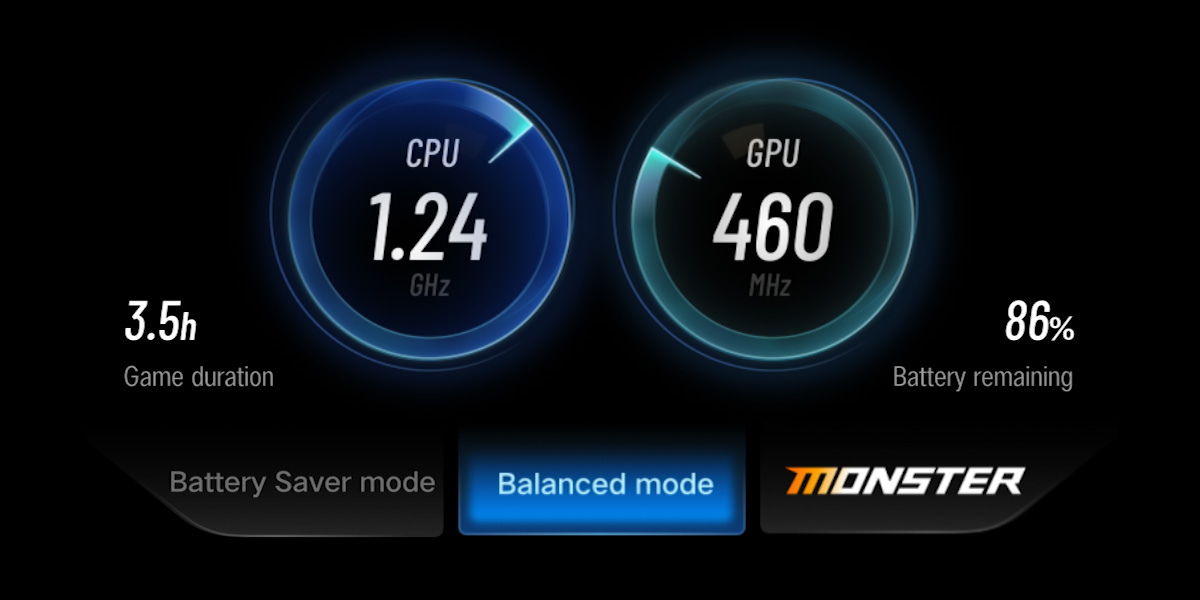 CPU
1.24
GHz
GPU
460
MHz
3.5h
Game duration
86%
Battery remaining
Battery Saver mode
Balanced mode
MONSTER